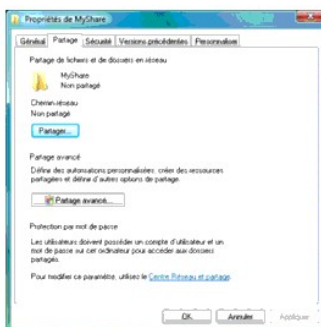 Propriétés de MyShare
Général Partage Sécurité Versions précédentes Personnaliser
Partage de fichiers et de dossiers en réseau
MyShare
Non partagé
Chemin réseau
Non partagé
Partager...
Partage avancé
Définir des autorisations personnalisées, créer des ressources
partagées et définir d'autres options de partage.
Partage avancé...
Protection par mot de passe
Les utilisateurs doivent posséder un compte d'utilisateur et un
mot de passe sur cet ordinateur pour accéder aux dossiers
partagés.
Pour modifier ce paramètre, utilisez le Centre Réseau et partage.
OK Annuler Appliquer